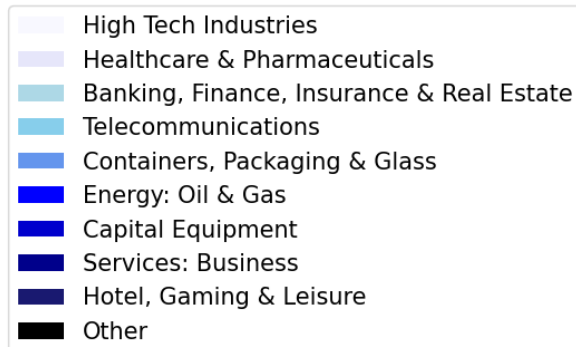 High Tech Industries
Healthcare & Pharmaceuticals
Banking, Finance, Insurance & Real Estate
Telecommunications
Containers, Packaging & Glass
Energy: Oil & Gas
Capital Equipment
Services: Business
Hotel, Gaming & Leisure
Other